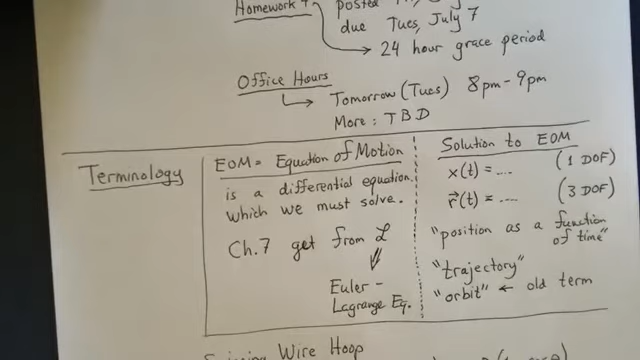 Homework
posted
due Tues, July 7
→ 24 hour grace period
Office Hours
→ Tomorrow (Tues) 8pm - 9pm
More: TBD
Terminology
EOM = Equation of Motion
is a differential equation
which we must solve.
Ch. 7 get from ℒ
⇓
Euler -
Lagrange Eq.
Solution to EOM
x(t) = .... (1 DOF)
r⃗(t) = .... (3 DOF)
"position as a function
of time"
"trajectory"
"orbit" ← old term
Wire Hoop